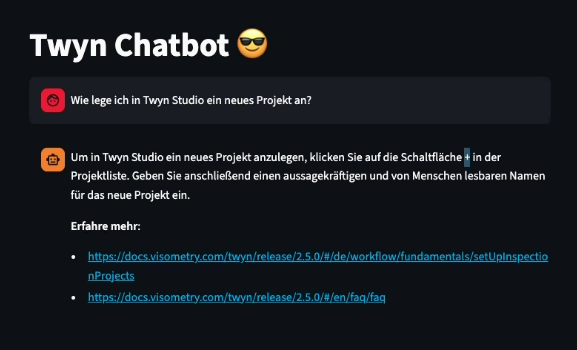 Twyn Chatbot 😎
Wie lege ich in Twyn Studio ein neues Projekt an?
Um in Twyn Studio ein neues Projekt anzulegen, klicken Sie auf die Schaltfläche + in der
Projektliste. Geben Sie anschließend einen aussagekräftigen und von Menschen lesbaren Namen
für das neue Projekt ein.
Erfahre mehr:
• https://docs.visometry.com/twyn/release/2.5.0/#/de/workflow/fundamentals/setUpInspectio
nProjects
• https://docs.visometry.com/twyn/release/2.5.0/#/en/faq/faq